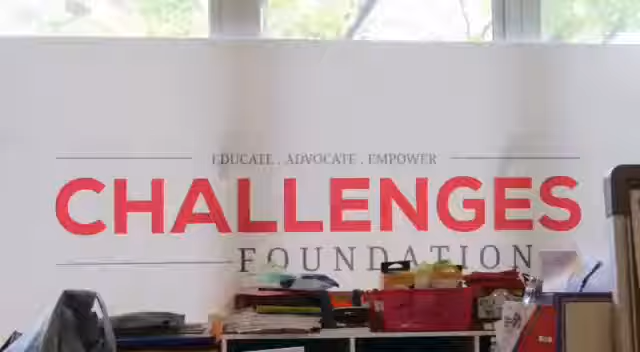 EDUCATE . ADVOCATE . EMPOWER
CHALLENGES
FOUNDATION